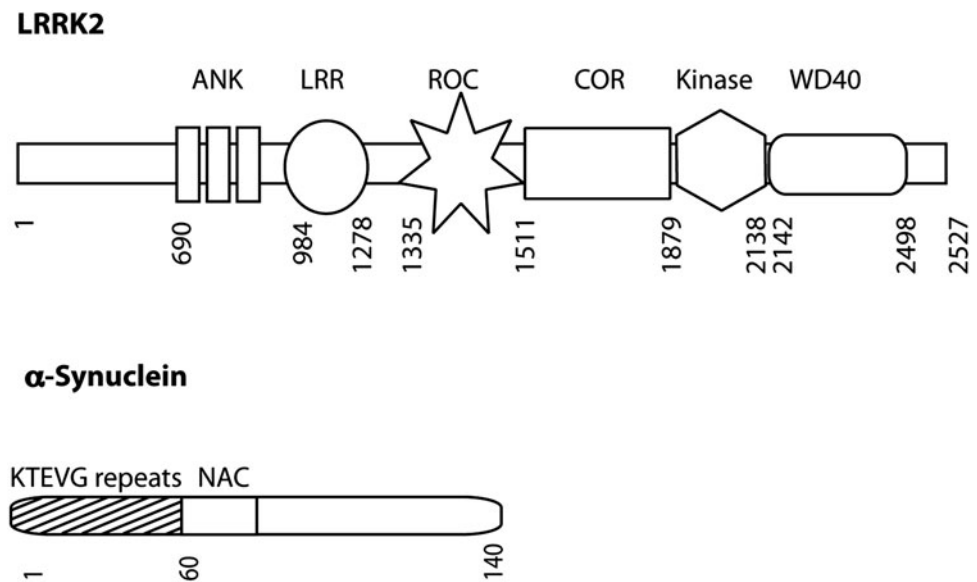 LRRK2
ANK LRR ROC COR Kinase WD40
1 690 984 1278 1335 1511 1879 2138 2142 2498 2527
α-Synuclein
KTEVG repeats NAC
1 60 140